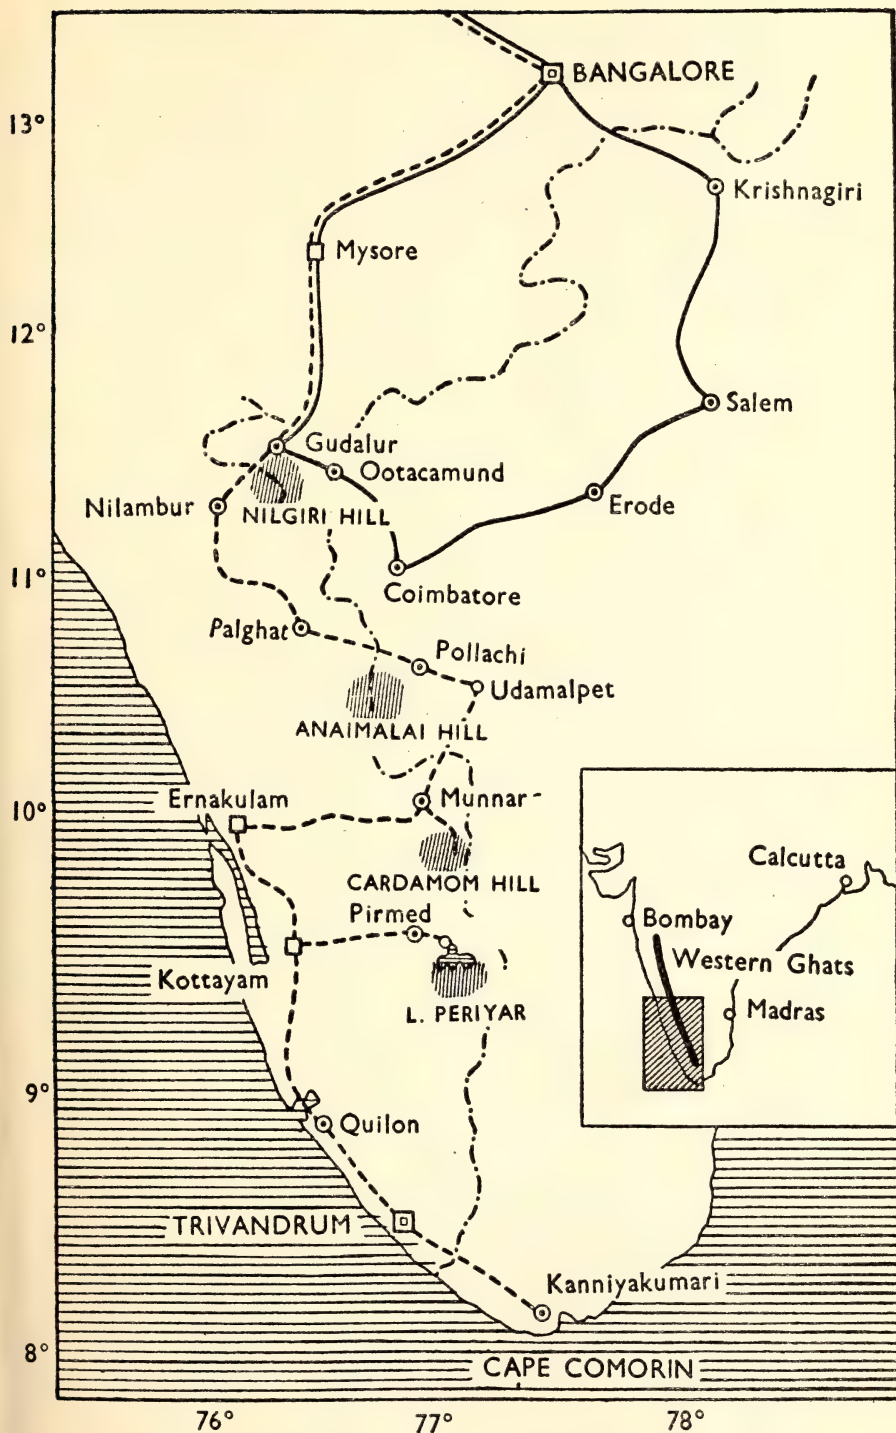 BANGALORE
13°
Krishnagiri
Mysore
12°
Salem
Gudalur
Ootacamund
Nilambur
NILGIRI HILL
Erode
11°
Coimbatore
Palghat
Pollachi
Udamalpet
ANAIMALAI HILL
Ernakulam
10°
Munnar
Calcutta
CARDAMOM HILL
Pirmed
Bombay
Western Ghats
Kottayam
L. PERIYAR
Madras
9°
Quilon
TRIVANDRUM
Kanniyakumari
8°
CAPE COMORIN
76°
77°
78°